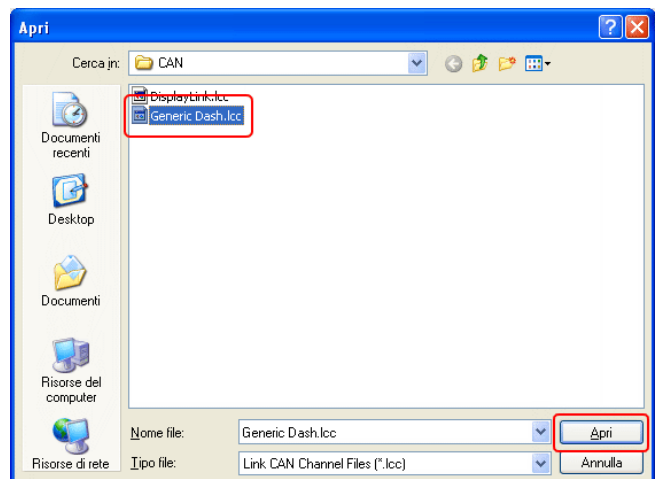 Apri
Cerca in:
CAN
DisplayLink.lcc
Generic Dash.lcc
Documenti
recenti
Desktop
Documenti
Risorse del
computer
Risorse di rete
Nome file:
Generic Dash.lcc
Apri
Tipo file:
Link CAN Channel Files (*.lcc)
Annulla